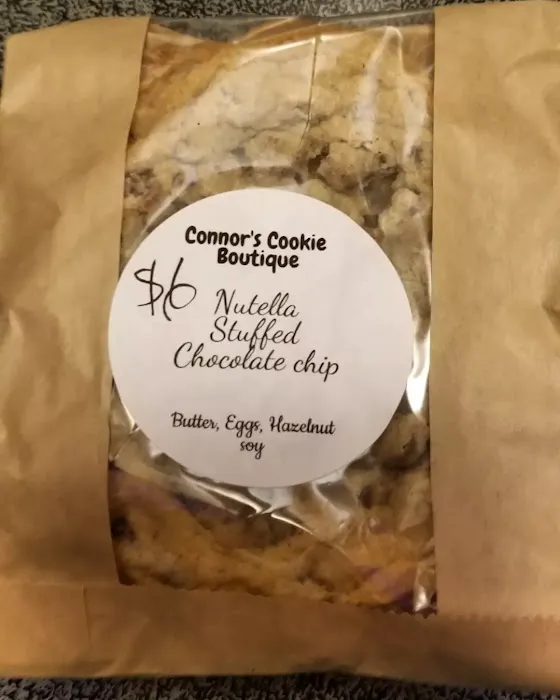 Connor's Cookie
Boutique
$6
Nutella
Stuffed
Chocolate chip
Butter, Eggs, Hazelnut
soy